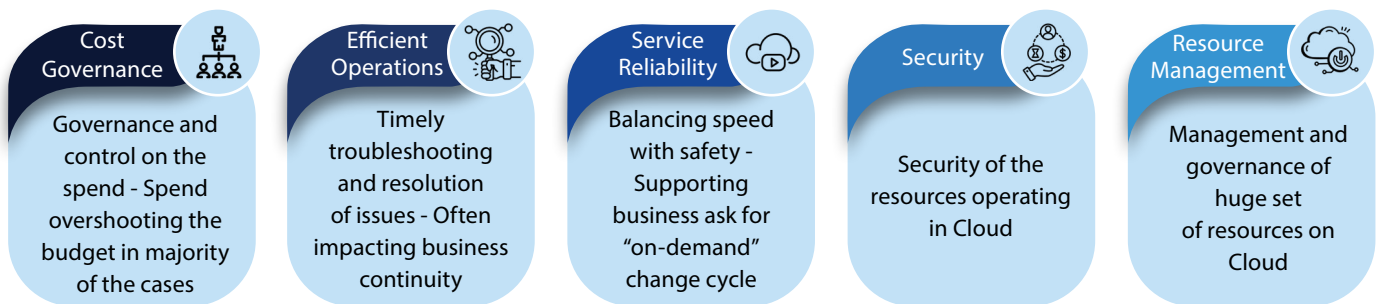 Cost
Governance
Governance and
control on the
spend - Spend
overshooting the
budget in majority
of the cases
Efficient
Operations
Timely
troubleshooting
and resolution
of issues - Often
impacting business
continuity
Service
Reliability
Balancing speed
with safety -
Supporting
business ask for
“on-demand”
change cycle
Security
Security of the
resources operating
in Cloud
Resource
Management
Management and
governance of
huge set
of resources on
Cloud